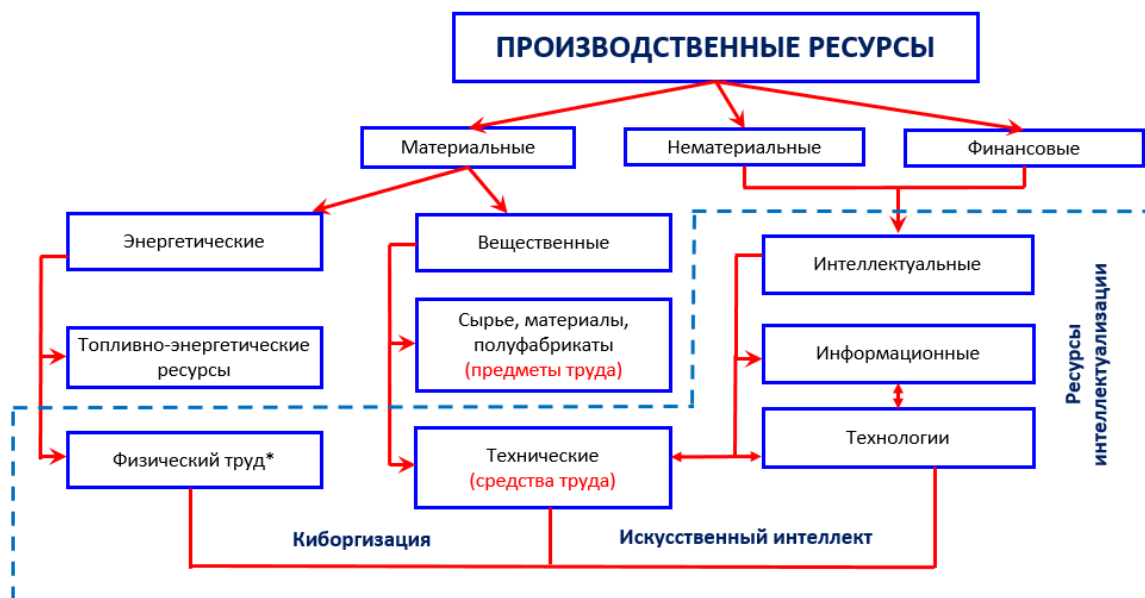 ПРОИЗВОДСТВЕННЫЕ РЕСУРСЫ
Материальные
Нематериальные
Финансовые
Энергетические
Вещественные
Интеллектуальные
Топливно-энергетические
ресурсы
Сырье, материалы,
полуфабрикаты
(предметы труда)
Информационные
Физический труд*
Технические
(средства труда)
Технологии
Ресурсы
интеллектуализации
Киборгизация
Искусственный интеллект